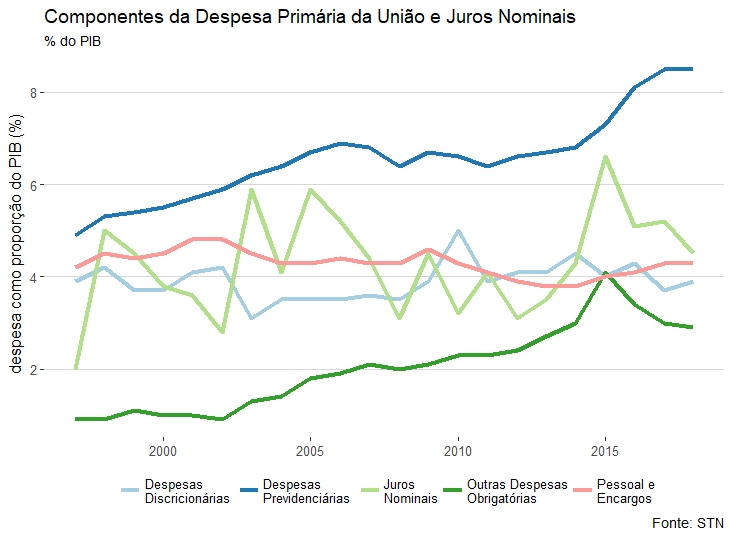 Componentes da Despesa Primária da União e Juros Nominais
% do PIB
despesa como proporção do PIB (%)
8
6
4
2
2000 2005 2010 2015
Despesas Discricionárias
Despesas Previdenciárias
Juros Nominais
Outras Despesas Obrigatórias
Pessoal e Encargos
Fonte: STN